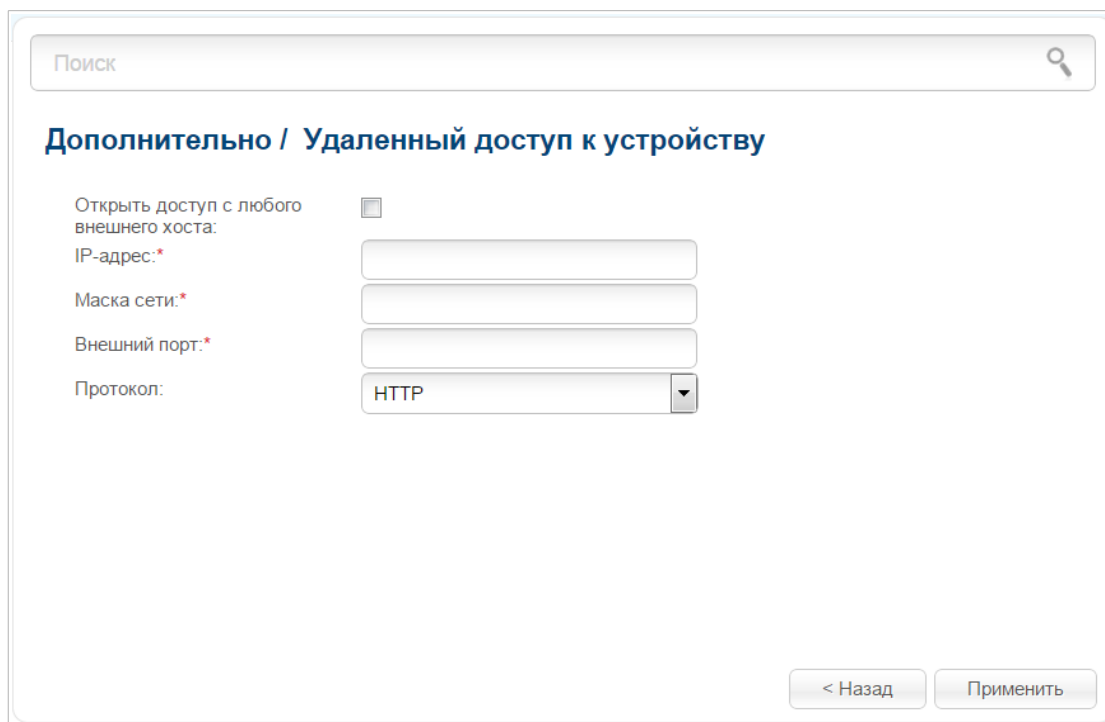 Поиск
Дополнительно / Удаленный доступ к устройству
Открыть доступ с любого
внешнего хоста:
IP-адрес:*
Маска сети:*
Внешний порт:*
Протокол:
HTTP
< Назад
Применить